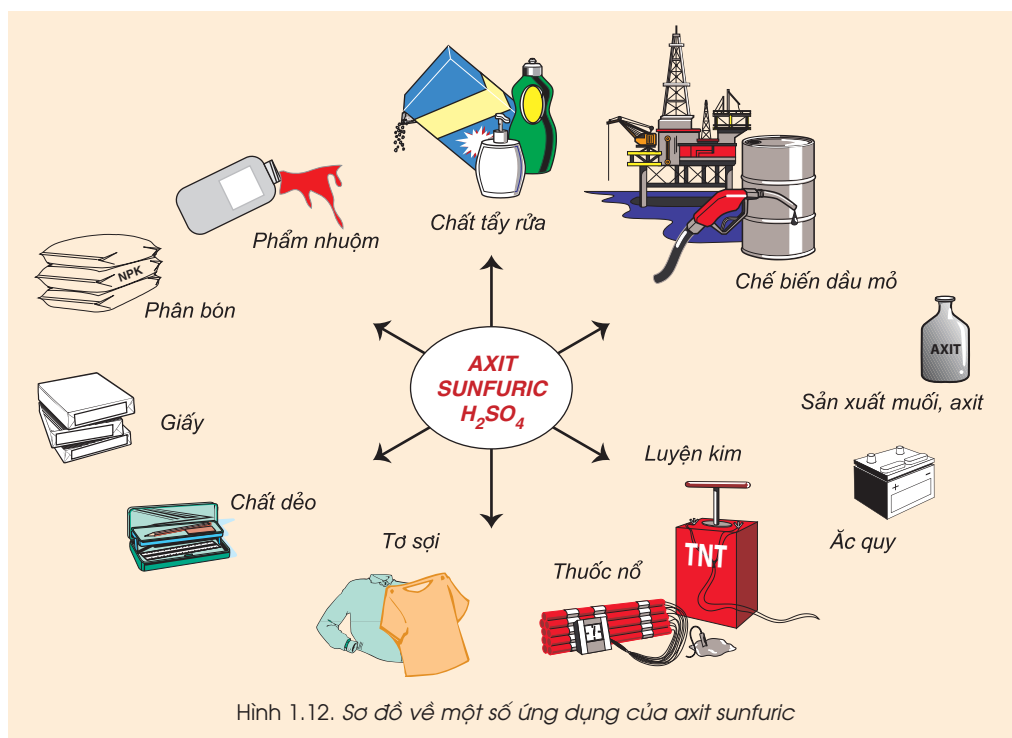 Chất tẩy rửa
Phẩm nhuộm
Chế biến dầu mỏ
NPK
Phân bón
AXIT
Sản xuất muối, axit
AXIT
SUNFURIC
H₂SO₄
Giấy
Luyện kim
Chất dẻo
+ -
Ắc quy
Tơ sợi
TNT
Thuốc nổ
Hình 1.12. Sơ đồ về một số ứng dụng của axit sunfuric